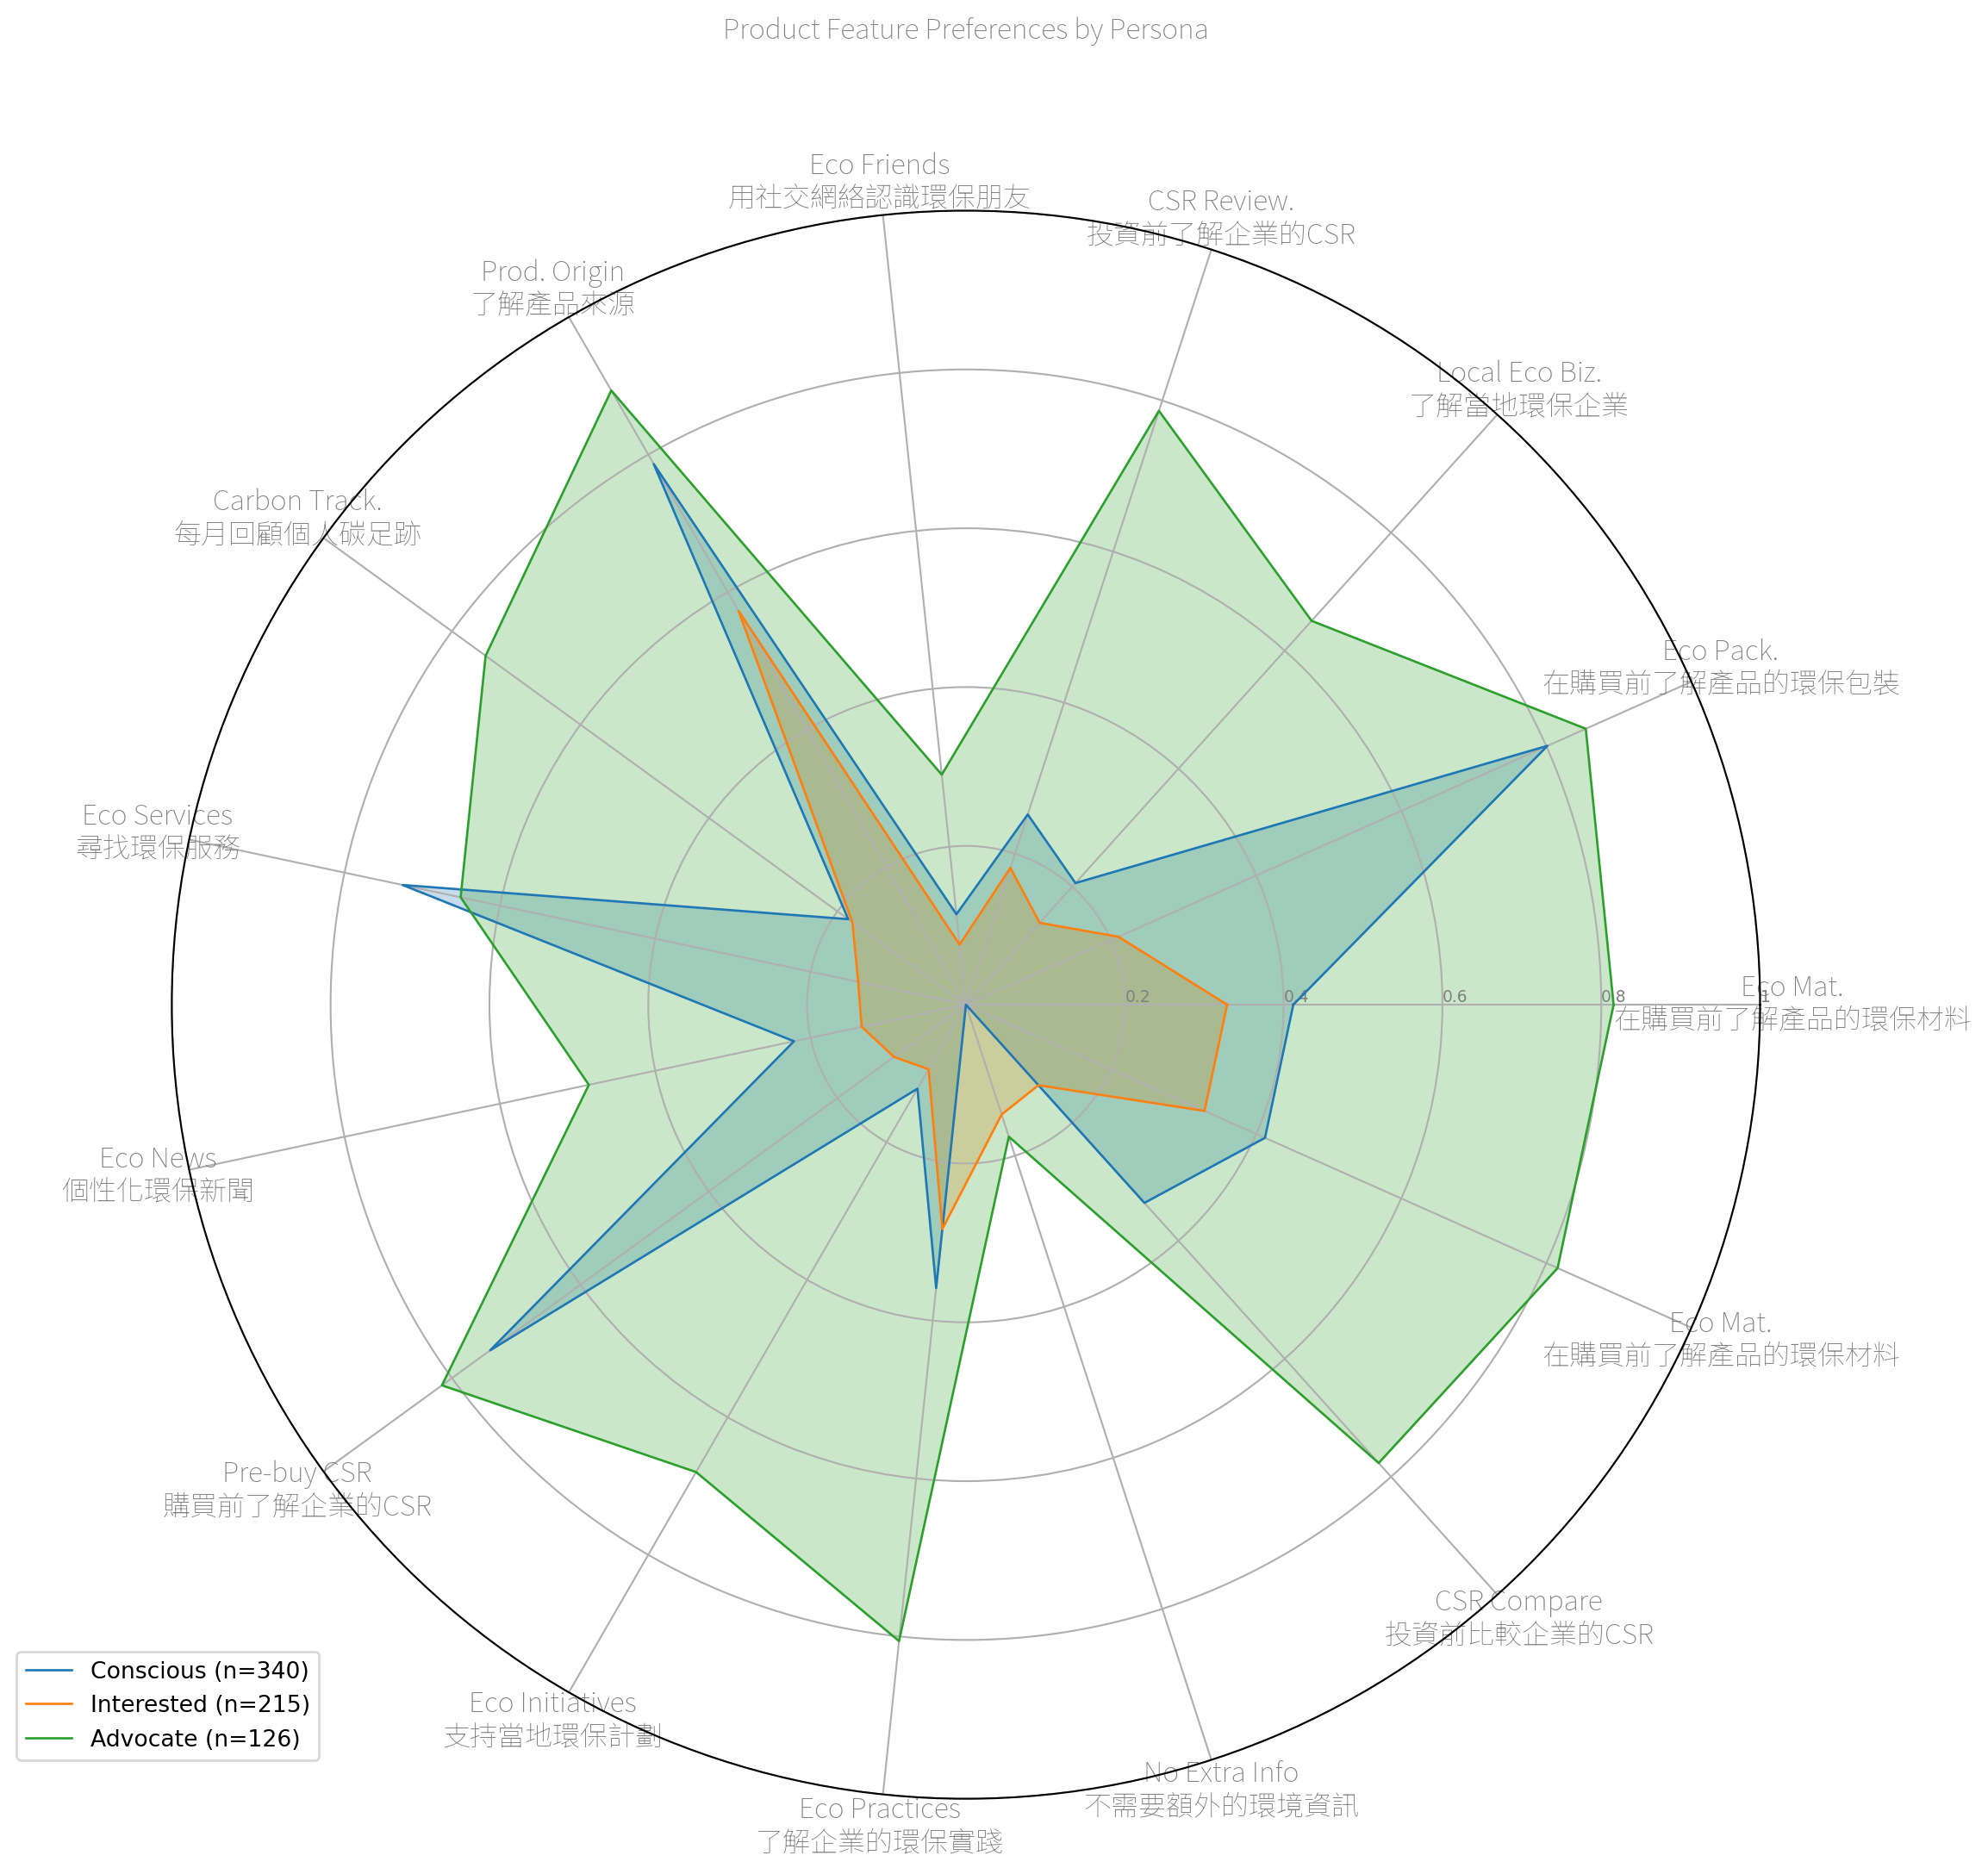 Product Feature Preferences by Persona
Eco Friends
用社交網絡認識環保朋友
CSR Review.
投資前了解企業的CSR
Prod. Origin
了解產品來源
Local Eco Biz.
了解當地環保企業
Carbon Track.
每月回顧個人碳足跡
Eco Pack.
在購買前了解產品的環保包裝
Eco Services
尋找環保服務
0.2
0.4
0.6
0.8
1
Eco Mat.
在購買前了解產品的環保材料
Eco News
個性化環保新聞
Eco Mat.
在購買前了解產品的環保材料
Pre-buy CSR
購買前了解企業的CSR
CSR Compare
投資前比較企業的CSR
Eco Initiatives
支持當地環保計劃
No Extra Info
不需要額外的環境資訊
Eco Practices
了解企業的環保實踐
Conscious (n=340)
Interested (n=215)
Advocate (n=126)